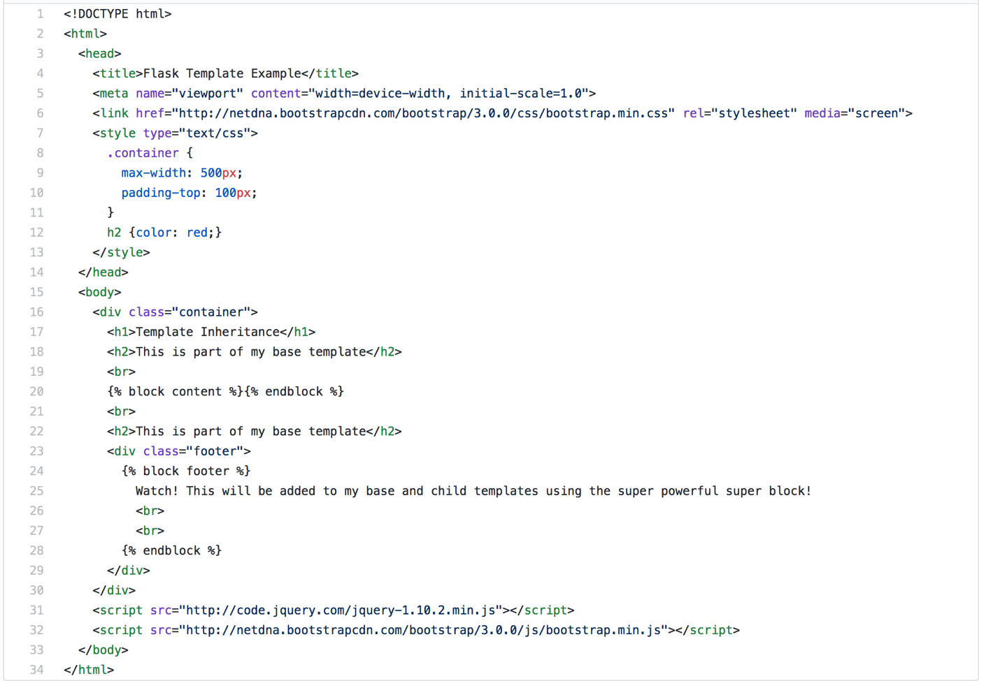 1 <!DOCTYPE html>
2 <html>
3   <head>
4     <title>Flask Template Example</title>
5     <meta name="viewport" content="width=device-width, initial-scale=1.0">
6     <link href="http://netdna.bootstrapcdn.com/bootstrap/3.0.0/css/bootstrap.min.css" rel="stylesheet" media="screen">
7     <style type="text/css">
8       .container {
9         max-width: 500px;
10         padding-top: 100px;
11       }
12       h2 {color: red;}
13     </style>
14   </head>
15   <body>
16     <div class="container">
17       <h1>Template Inheritance</h1>
18       <h2>This is part of my base template</h2>
19       <br>
20       {% block content %}{% endblock %}
21       <br>
22       <h2>This is part of my base template</h2>
23       <div class="footer">
24         {% block footer %}
25           Watch! This will be added to my base and child templates using the super powerful super block!
26           <br>
27           <br>
28         {% endblock %}
29       </div>
30     </div>
31     <script src="http://code.jquery.com/jquery-1.10.2.min.js"></script>
32     <script src="http://netdna.bootstrapcdn.com/bootstrap/3.0.0/js/bootstrap.min.js"></script>
33   </body>
34 </html>